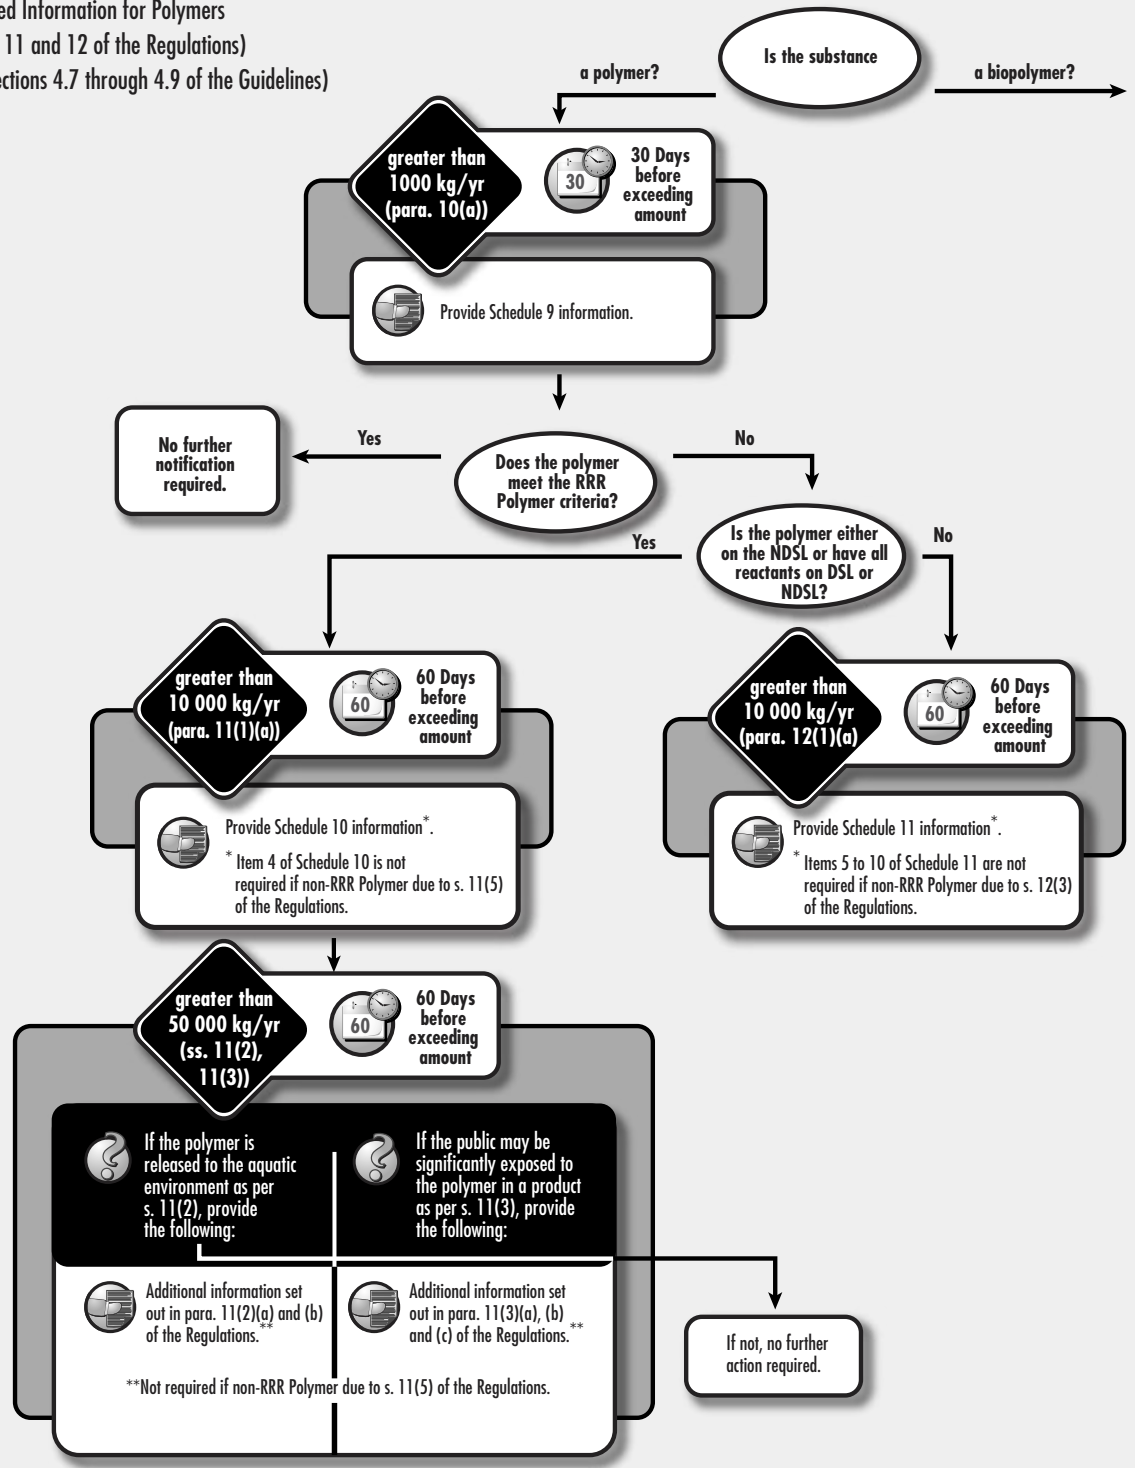 ed Information for Polymers
11 and 12 of the Regulations)
ections 4.7 through 4.9 of the Guidelines)
Is the substance
a polymer?
a biopolymer?
greater than
1000 kg/yr
(para. 10(a))
30
30 Days
before
exceeding
amount
Provide Schedule 9 information.
No further
notification
required.
Yes
Does the polymer
meet the RRR
Polymer criteria?
No
Is the polymer either
on the NDSL or have all
reactants on DSL or
NDSL?
Yes
No
greater than
10 000 kg/yr
(para. 11(1)(a))
60
60 Days
before
exceeding
amount
Provide Schedule 10 information*.
* Item 4 of Schedule 10 is not
required if non-RRR Polymer due to s. 11(5)
of the Regulations.
greater than
10 000 kg/yr
(para. 12(1)(a)
60
60 Days
before
exceeding
amount
Provide Schedule 11 information*.
* Items 5 to 10 of Schedule 11 are not
required if non-RRR Polymer due to s. 12(3)
of the Regulations.
greater than
50 000 kg/yr
(ss. 11(2),
11(3))
60
60 Days
before
exceeding
amount
If the polymer is
released to the aquatic
environment as per
s. 11(2), provide
the following:
If the public may be
significantly exposed to
the polymer in a product
as per s. 11(3), provide
the following:
Additional information set
out in para. 11(2)(a) and (b)
of the Regulations.**
Additional information set
out in para. 11(3)(a), (b)
and (c) of the Regulations.**
**Not required if non-RRR Polymer due to s. 11(5) of the Regulations.
If not, no further
action required.